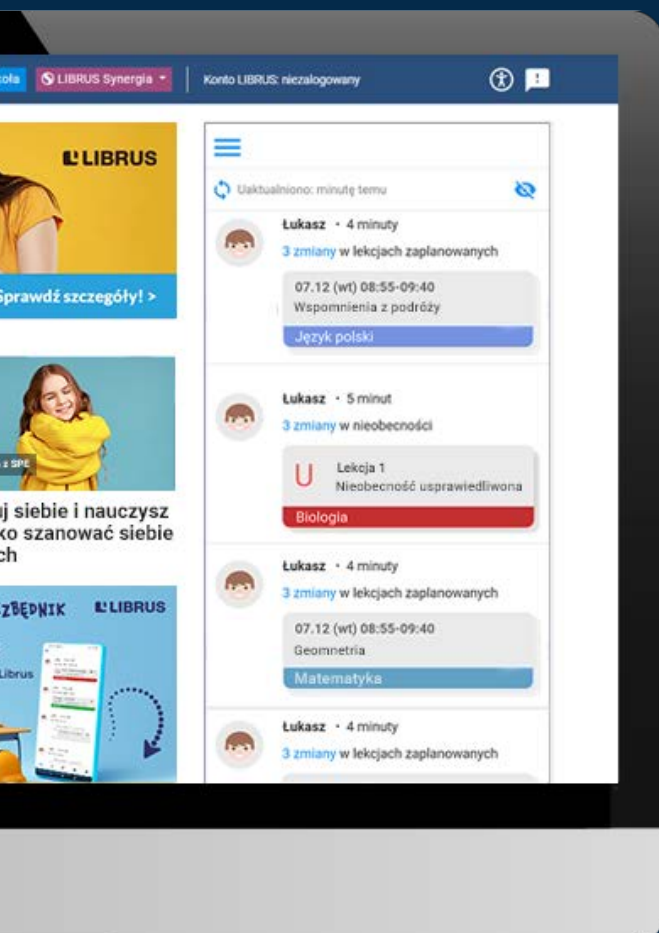 LIBRUS Synergia
Konto LIBRUS: niezalogowany
LIBRUS
Sprawdź szczegóły! >
z SPE
j siebie i nauczysz
ko szanować siebie
ch
ZBĘDNIK
LIBRUS
Librus
Uaktualniono: minutę temu
Łukasz • 4 minuty
3 zmiany w lekcjach zaplanowanych
07.12 (wt) 08:55-09:40
Wspomnienia z podróży
Język polski
Łukasz • 5 minut
3 zmiany w nieobecności
U
Lekcja 1
Nieobecność usprawiedliwona
Biologia
Łukasz • 4 minuty
3 zmiany w lekcjach zaplanowanych
07.12 (wt) 08:55-09:40
Geomnetria
Matematyka
Łukasz • 4 minuty
3 zmiany w lekcjach zaplanowanych